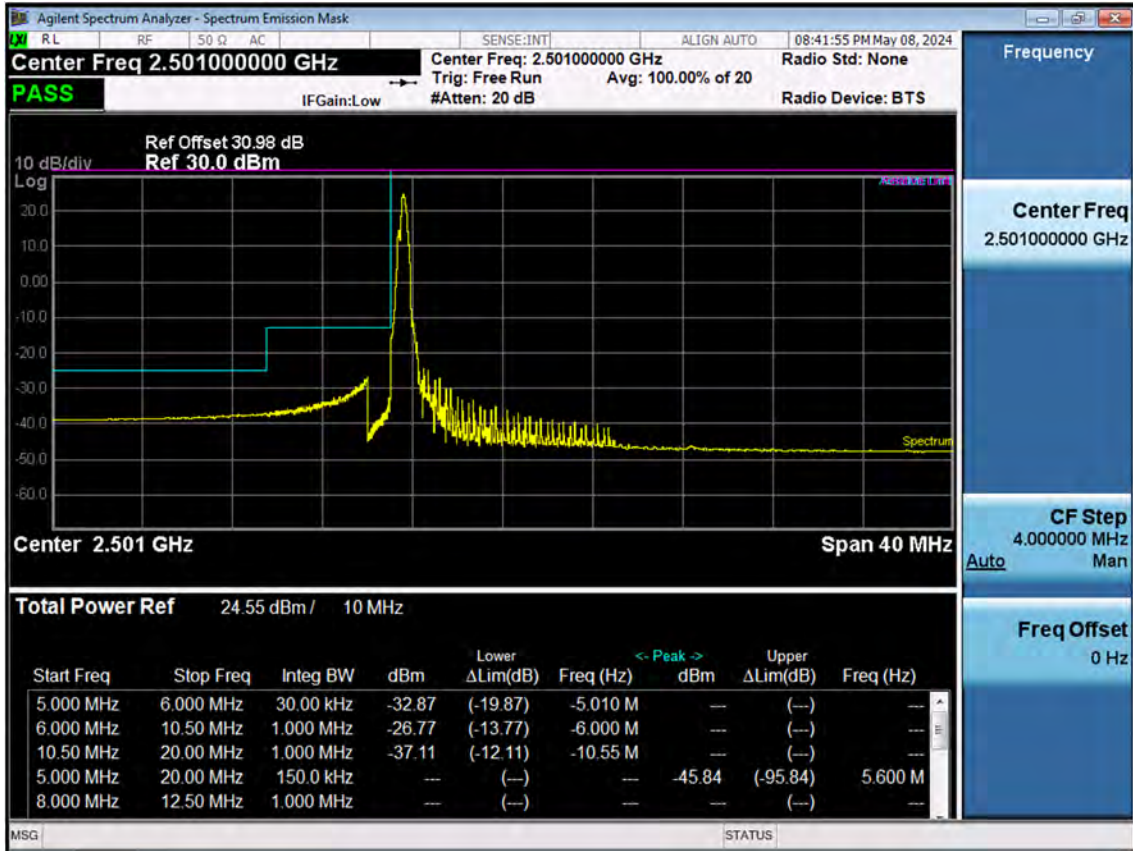 Agilent Spectrum Analyzer - Spectrum Emission Mask
LXI RL RF 50 Ω AC SENSE:INT ALIGN AUTO 08:41:55 PM May 08, 2024
Center Freq 2.501000000 GHz
Center Freq: 2.501000000 GHz
Radio Std: None
Trig: Free Run Avg: 100.00% of 20
PASS
IFGain:Low
#Atten: 20 dB
Radio Device: BTS
Ref Offset 30.98 dB
10 dB/div Ref 30.0 dBm
Log
Absolute Limit
20.0
10.0
0.00
-10.0
-20.0
-30.0
-40.0
Spectrum
-50.0
-60.0
Center 2.501 GHz Span 40 MHz
Total Power Ref 24.55 dBm / 10 MHz
Lower <- Peak -> Upper
Start Freq Stop Freq Integ BW dBm ΔLim(dB) Freq (Hz) dBm ΔLim(dB) Freq (Hz)
5.000 MHz 6.000 MHz 30.00 kHz -32.87 (-19.87) -5.010 M --- (---) ---
6.000 MHz 10.50 MHz 1.000 MHz -26.77 (-13.77) -6.000 M --- (---) ---
10.50 MHz 20.00 MHz 1.000 MHz -37.11 (-12.11) -10.55 M --- (---) ---
5.000 MHz 20.00 MHz 150.0 kHz --- (---) --- -45.84 (-95.84) 5.600 M
8.000 MHz 12.50 MHz 1.000 MHz --- (---) --- --- (---) ---
MSG STATUS
Frequency
Center Freq
2.501000000 GHz
CF Step
4.000000 MHz
Auto Man
Freq Offset
0 Hz